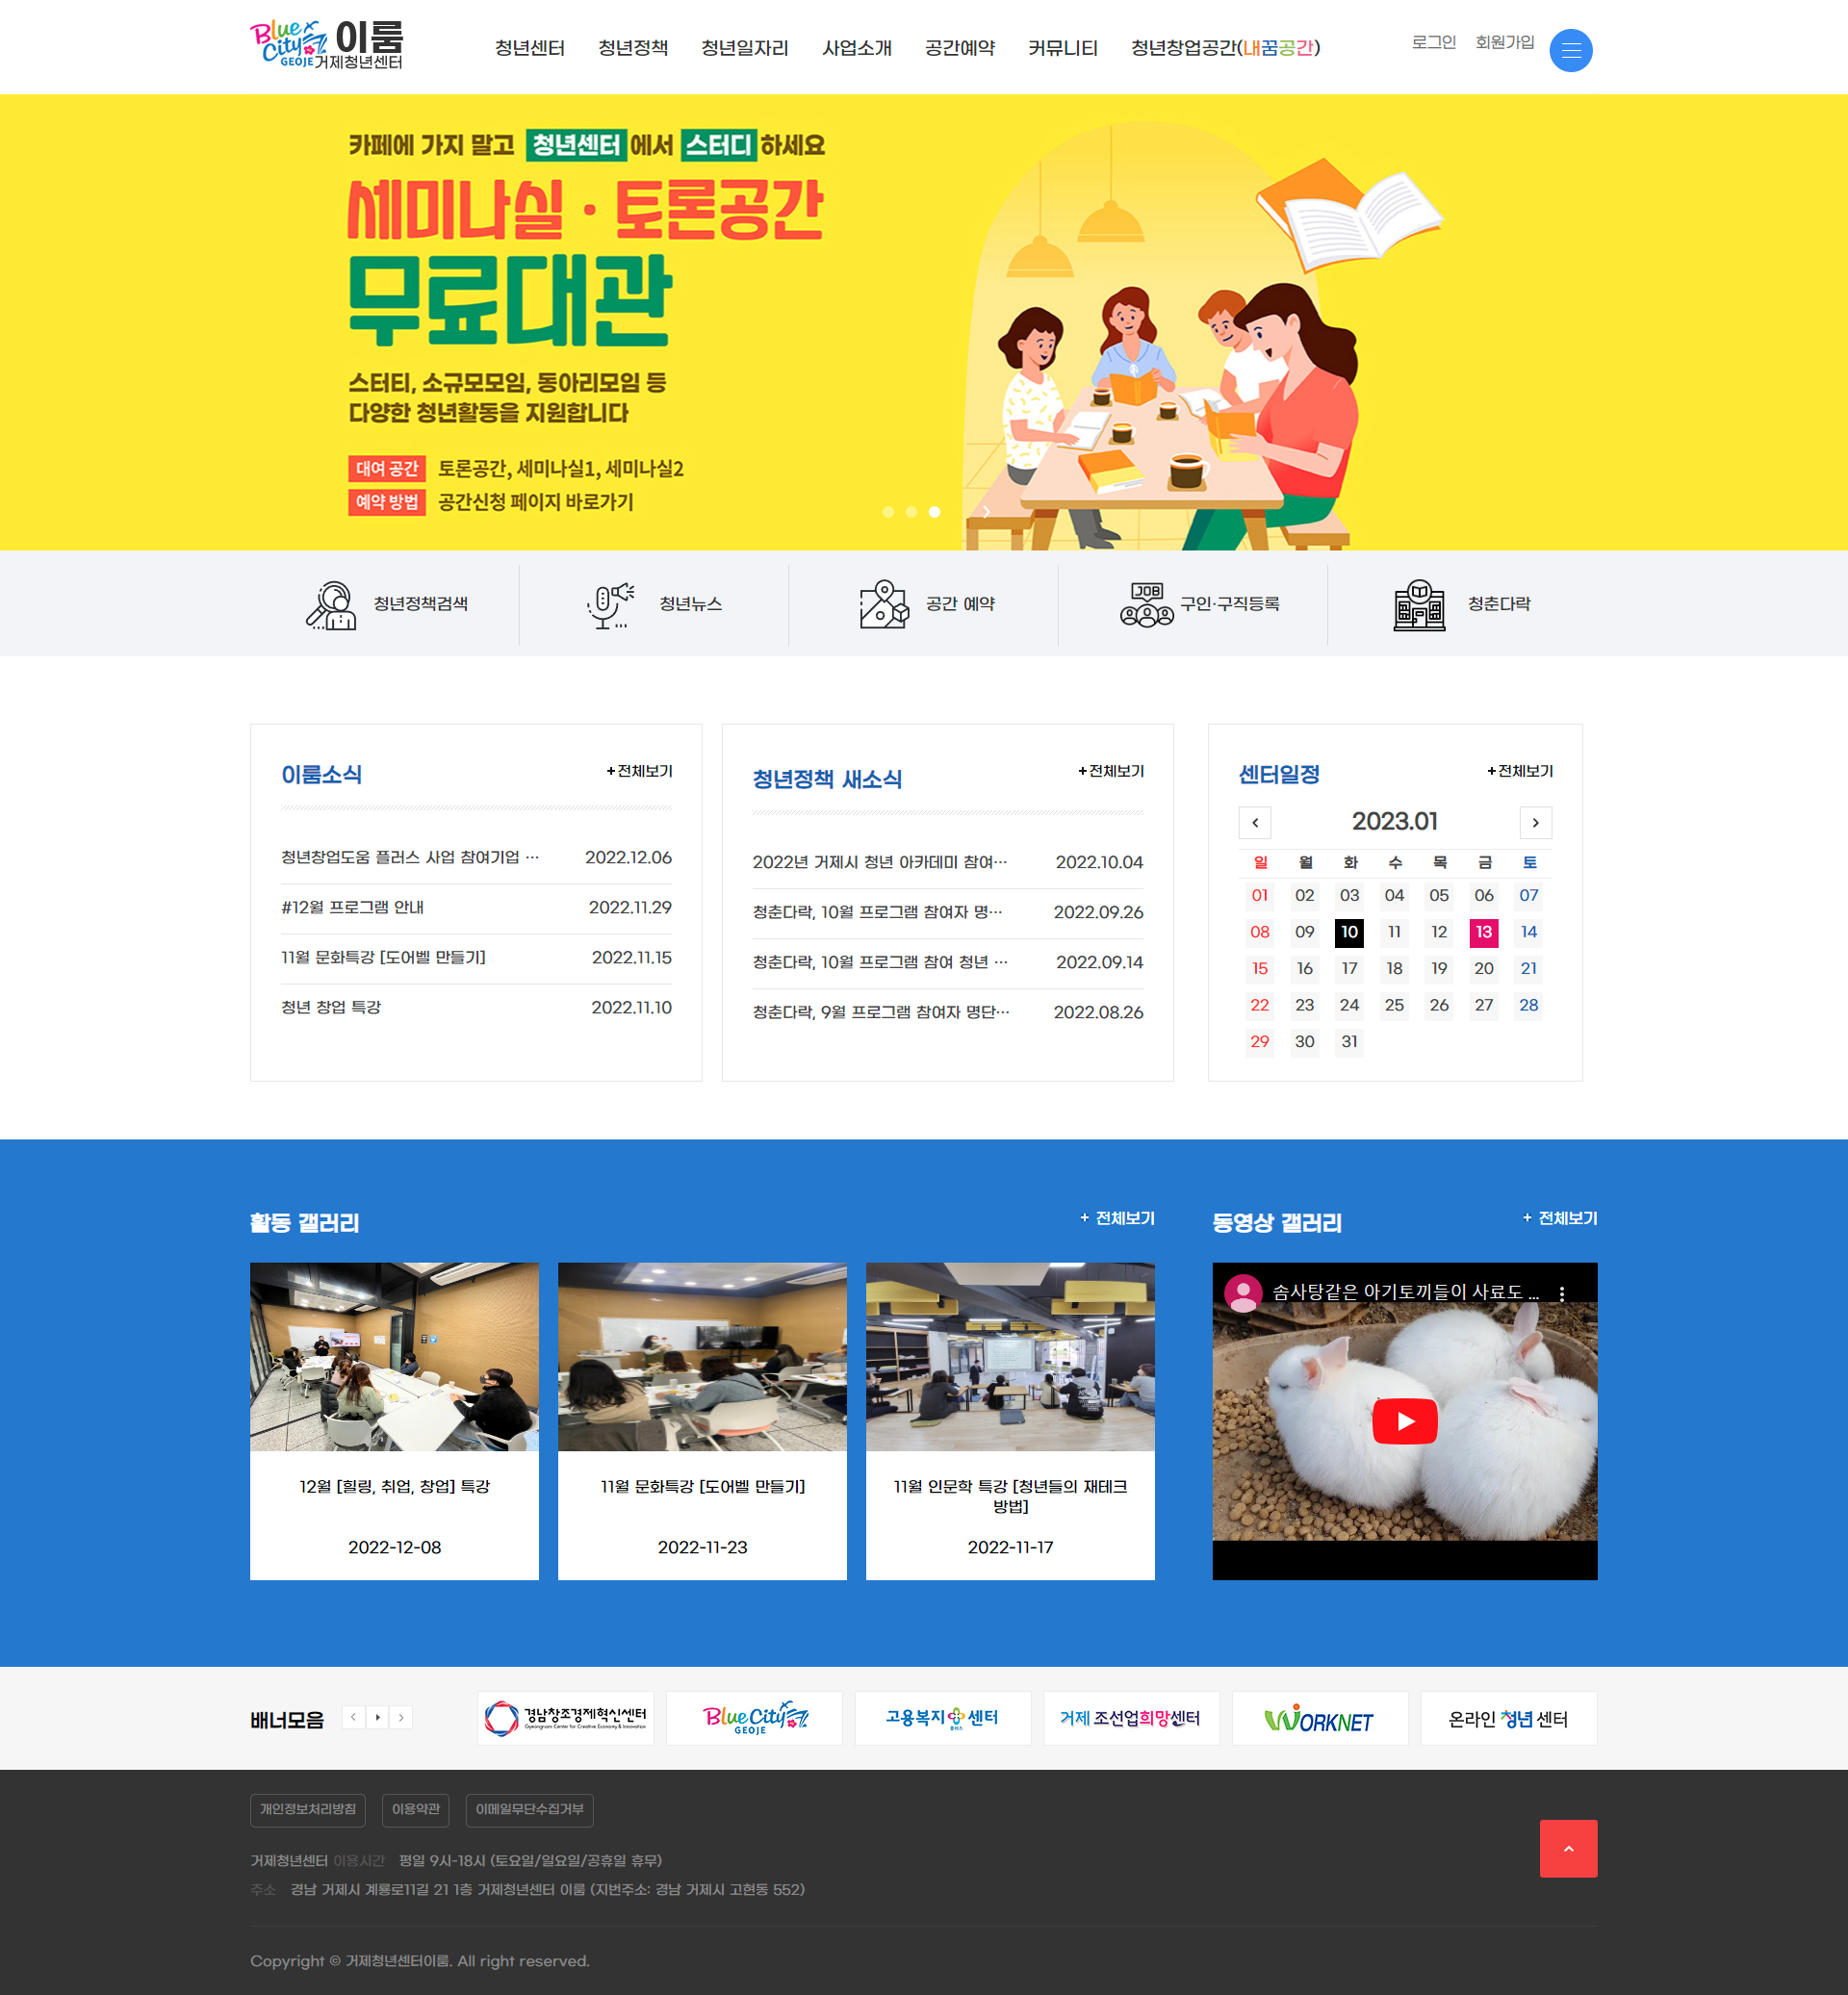 Blue City 이룸
GEOJE거제청년센터
청년센터 청년정책 청년일자리 사업소개 공간예약 커뮤니티 청년창업공간(내꿈공간)
로그인 회원가입
카페에 가지 말고 청년센터 에서 스터디 하세요
세미나실 · 토론공간
무료대관
스터티, 소규모모임, 동아리모임 등
다양한 청년활동을 지원합니다
대여 공간 토론공간, 세미나실1, 세미나실2
예약 방법 공간신청 페이지 바로가기
청년정책검색
청년뉴스
공간 예약
JOB 구인·구직등록
청춘다락
이룸소식 +전체보기
청년창업도움 플러스 사업 참여기업 … 2022.12.06
#12월 프로그램 안내 2022.11.29
11월 문화특강 [도어벨 만들기] 2022.11.15
청년 창업 특강 2022.11.10
청년정책 새소식 +전체보기
2022년 거제시 청년 아카데미 참여… 2022.10.04
청춘다락, 10월 프로그램 참여자 명… 2022.09.26
청춘다락, 10월 프로그램 참여 청년 … 2022.09.14
청춘다락, 9월 프로그램 참여자 명단… 2022.08.26
센터일정 +전체보기
2023.01
일 월 화 수 목 금 토
01 02 03 04 05 06 07
08 09 10 11 12 13 14
15 16 17 18 19 20 21
22 23 24 25 26 27 28
29 30 31
활동 갤러리 + 전체보기
12월 [힐링, 취업, 창업] 특강
2022-12-08
11월 문화특강 [도어벨 만들기]
2022-11-23
11월 인문학 특강 [청년들의 재테크
방법]
2022-11-17
동영상 갤러리 + 전체보기
솜사탕같은 아기토끼들이 사료도 ...
배너모음
경남창조경제혁신센터
Gyeongnam Center for Creative Economy & Innovation
Blue City
GEOJE
고용복지 센터
플러스
거제 조선업희망센터
WORKNET
온라인 청년 센터
개인정보처리방침 이용약관 이메일무단수집거부
거제청년센터 이용시간 평일 9시-18시 (토요일/일요일/공휴일 휴무)
주소 경남 거제시 계룡로11길 21 1층 거제청년센터 이룸 (지번주소: 경남 거제시 고현동 552)
Copyright © 거제청년센터이룸. All right reserved.